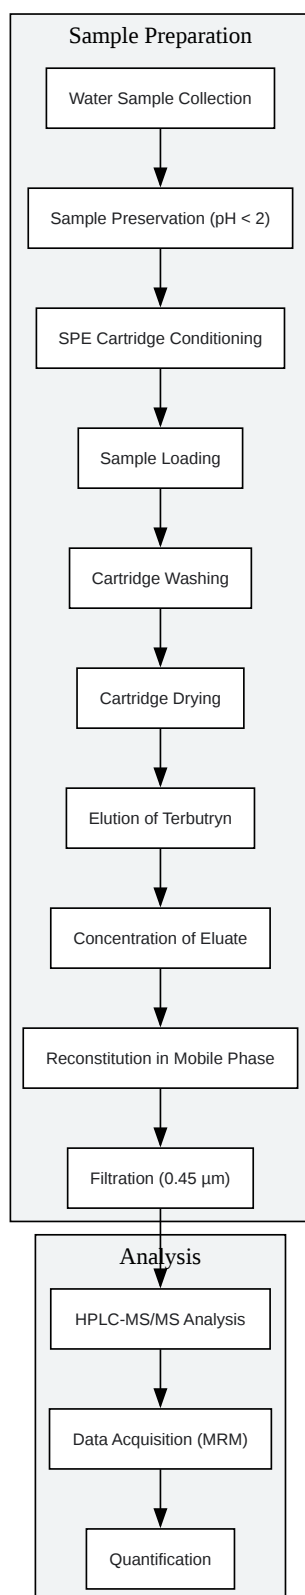 Sample Preparation
Water Sample Collection
Sample Preservation (pH < 2)
SPE Cartridge Conditioning
Sample Loading
Cartridge Washing
Cartridge Drying
Elution of Terbutryn
Concentration of Eluate
Reconstitution in Mobile Phase
Filtration (0.45 µm)
Analysis
HPLC-MS/MS Analysis
Data Acquisition (MRM)
Quantification